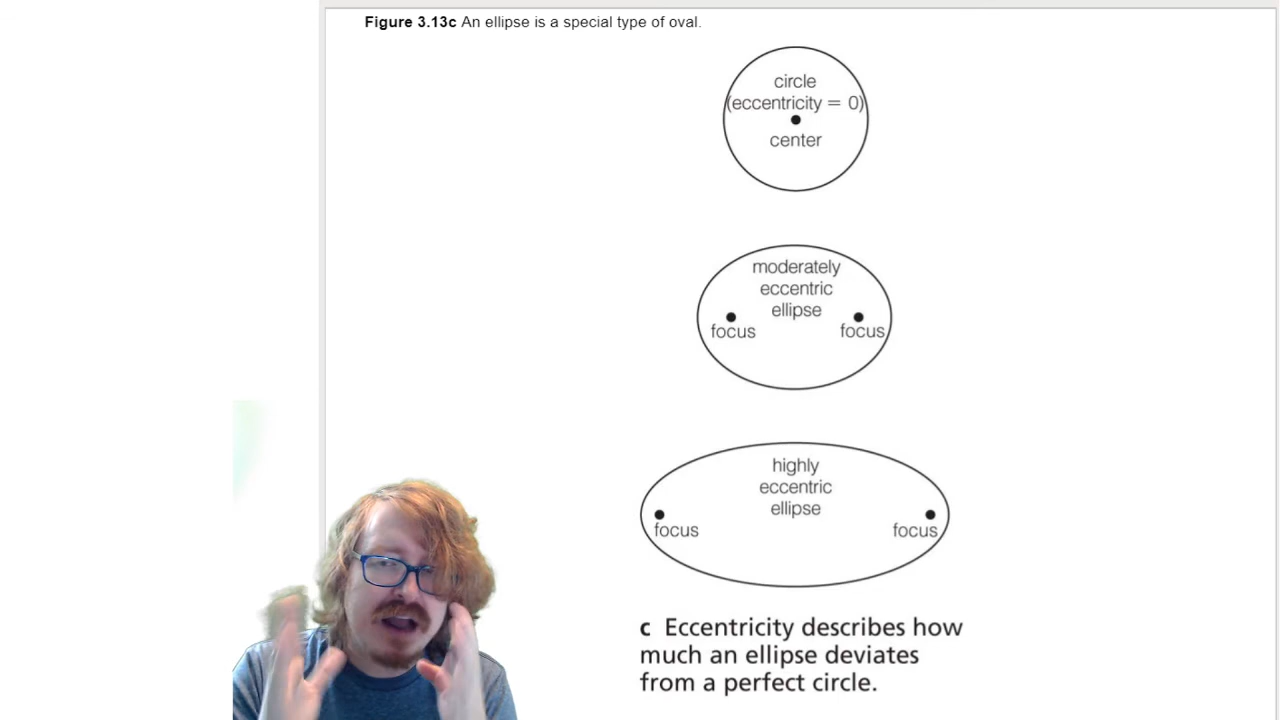 Figure 3.13c An ellipse is a special type of oval.
circle
(eccentricity = 0)
center
moderately
eccentric
ellipse
focus focus
highly
eccentric
ellipse
focus focus
c Eccentricity describes how
much an ellipse deviates
from a perfect circle.